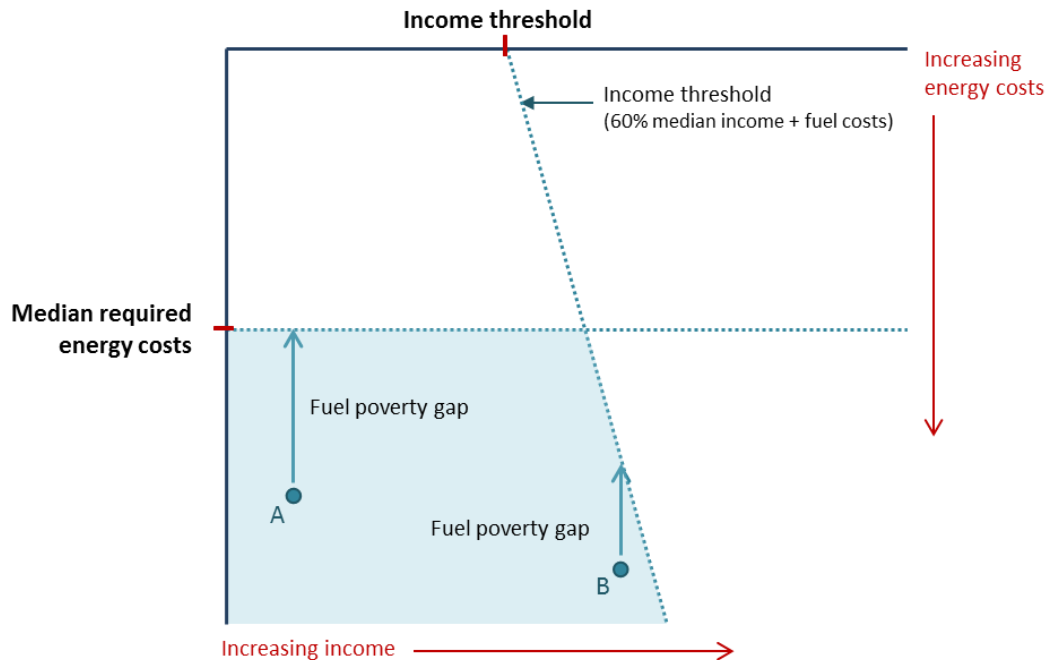 Income threshold
Increasing
energy costs
Income threshold
(60% median income + fuel costs)
Median required
energy costs
Fuel poverty gap
A
Fuel poverty gap
B
Increasing income